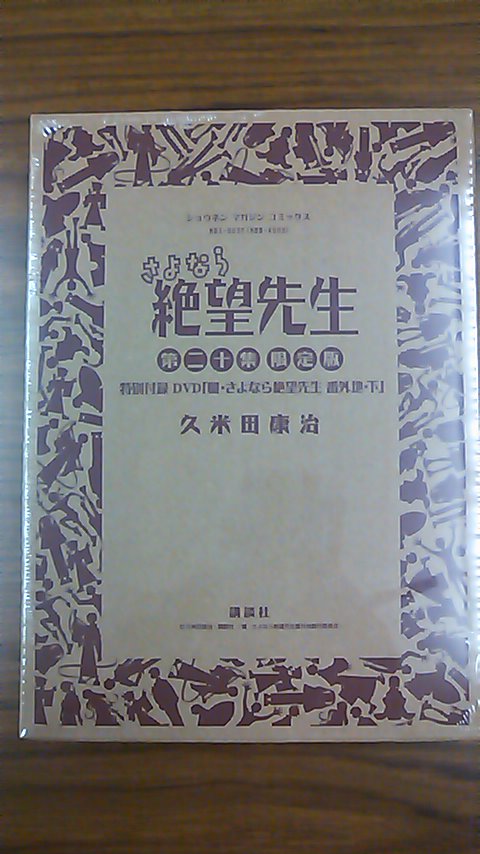 ショウネン マガジン コミックス
さよなら
絶望先生
第二十集限定版
特別付録 DVD「獄・さよなら絶望先生 番外地・下」
久米田康治
講談社